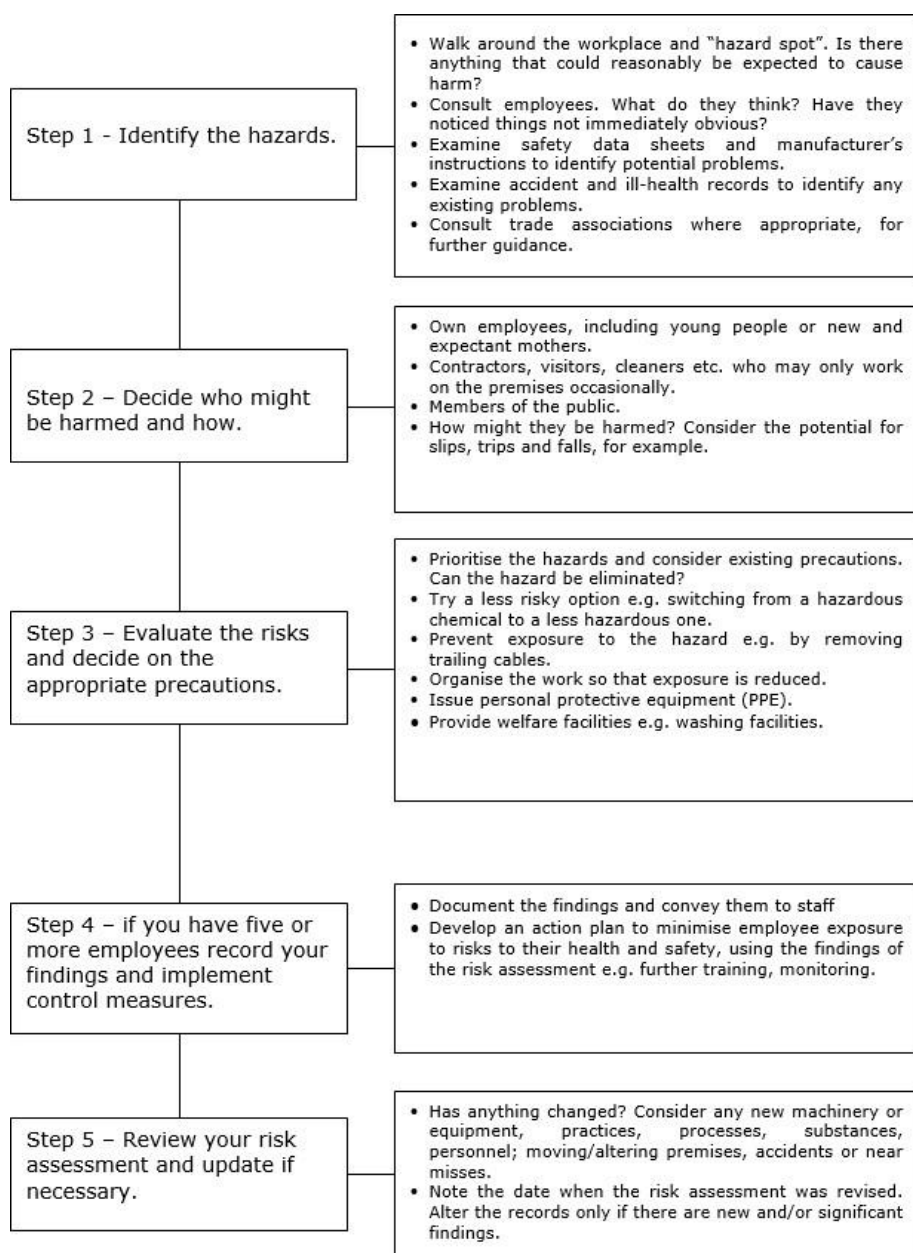 Step 1 - Identify the hazards.
• Walk around the workplace and “hazard spot”. Is there
anything that could reasonably be expected to cause
harm?
• Consult employees. What do they think? Have they
noticed things not immediately obvious?
• Examine safety data sheets and manufacturer’s
instructions to identify potential problems.
• Examine accident and ill-health records to identify any
existing problems.
• Consult trade associations where appropriate, for
further guidance.
Step 2 – Decide who might
be harmed and how.
• Own employees, including young people or new and
expectant mothers.
• Contractors, visitors, cleaners etc. who may only work
on the premises occasionally.
• Members of the public.
• How might they be harmed? Consider the potential for
slips, trips and falls, for example.
Step 3 – Evaluate the risks
and decide on the
appropriate precautions.
• Prioritise the hazards and consider existing precautions.
Can the hazard be eliminated?
• Try a less risky option e.g. switching from a hazardous
chemical to a less hazardous one.
• Prevent exposure to the hazard e.g. by removing
trailing cables.
• Organise the work so that exposure is reduced.
• Issue personal protective equipment (PPE).
• Provide welfare facilities e.g. washing facilities.
Step 4 – if you have five or
more employees record your
findings and implement
control measures.
• Document the findings and convey them to staff
• Develop an action plan to minimise employee exposure
to risks to their health and safety, using the findings of
the risk assessment e.g. further training, monitoring.
Step 5 – Review your risk
assessment and update if
necessary.
• Has anything changed? Consider any new machinery or
equipment, practices, processes, substances,
personnel; moving/altering premises, accidents or near
misses.
• Note the date when the risk assessment was revised.
Alter the records only if there are new and/or significant
findings.